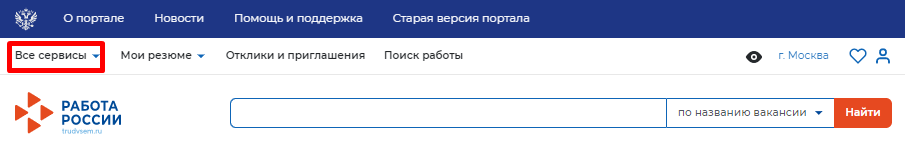 О портале Новости Помощь и поддержка Старая версия портала
Все сервисы Мои резюме Отклики и приглашения Поиск работы г. Москва
РАБОТА
РОССИИ
trudvsem.ru
по названию вакансии Найти